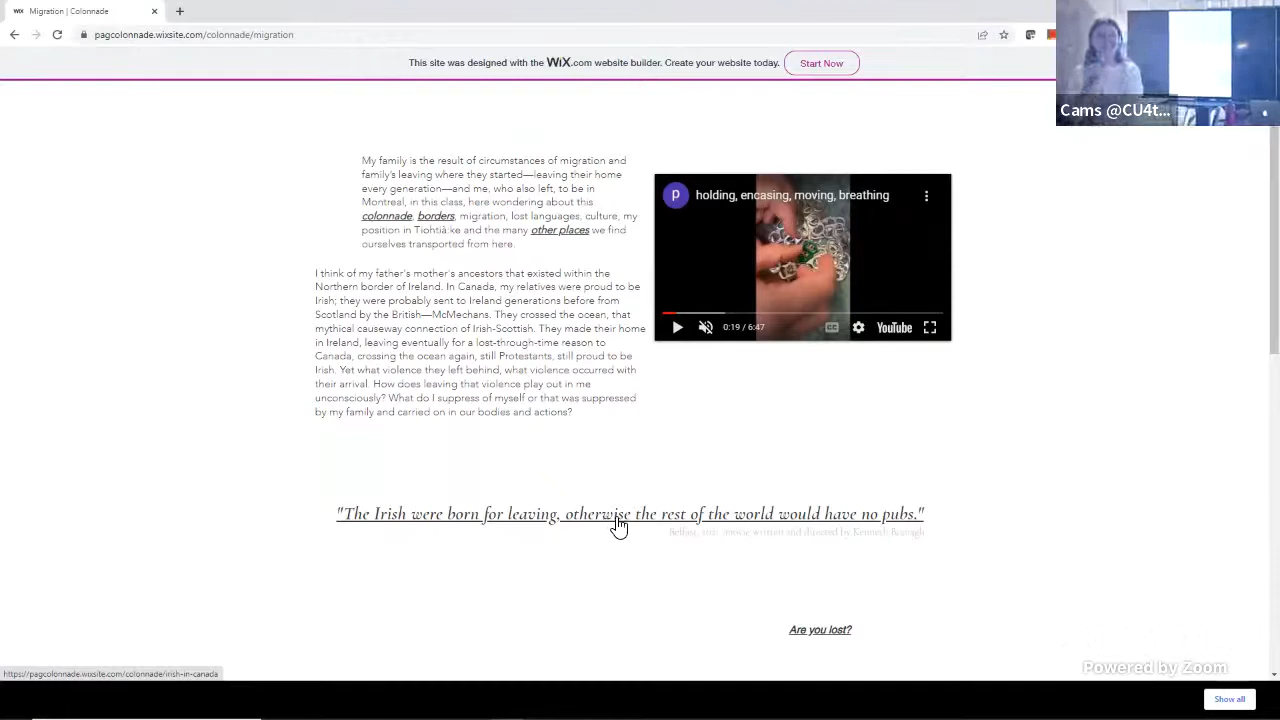 Migration | Colonnade
pagcolonnade.wixsite.com/colonnade/migration
This site was designed with the WiX.com website builder. Create your website today.
Start Now
Cams @CU4t...
My family is the result of circumstances of migration and
family's leaving where they started—leaving their home
every generation—and me, who also left, to be in
Montreal, in this class, here wondering about this
colonnade, borders, migration, lost languages, culture, my
position in Tiohtià:ke and the many other places we find
ourselves transported from here.
I think of my father's mother's ancestors that existed within the
Northern border of Ireland. In Canada, my relatives were proud to be
Irish; they were probably sent to Ireland generations before from
Scotland by the British—McMechans. They crossed the ocean, that
mythical causeway connection of Irish-Scottish. They made their home
in Ireland, leaving eventually for a lost-through-time reason to
Canada, crossing the ocean again, still Protestants, still proud to be
Irish. Yet what violence they left behind, what violence occurred with
their arrival. How does leaving that violence play out in me
unconsciously? What do I suppress of myself or that was suppressed
by my family and carried on in our bodies and actions?
p
holding, encasing, moving, breathing
0:19 / 6:47
CC
YouTube
"The Irish were born for leaving, otherwise the rest of the world would have no pubs."
Belfast, movie written and directed by Kenneth Branagh
Are you lost?
https://pagcolonnade.wixsite.com/colonnade/irish-in-canada
Powered by Zoom
Show all